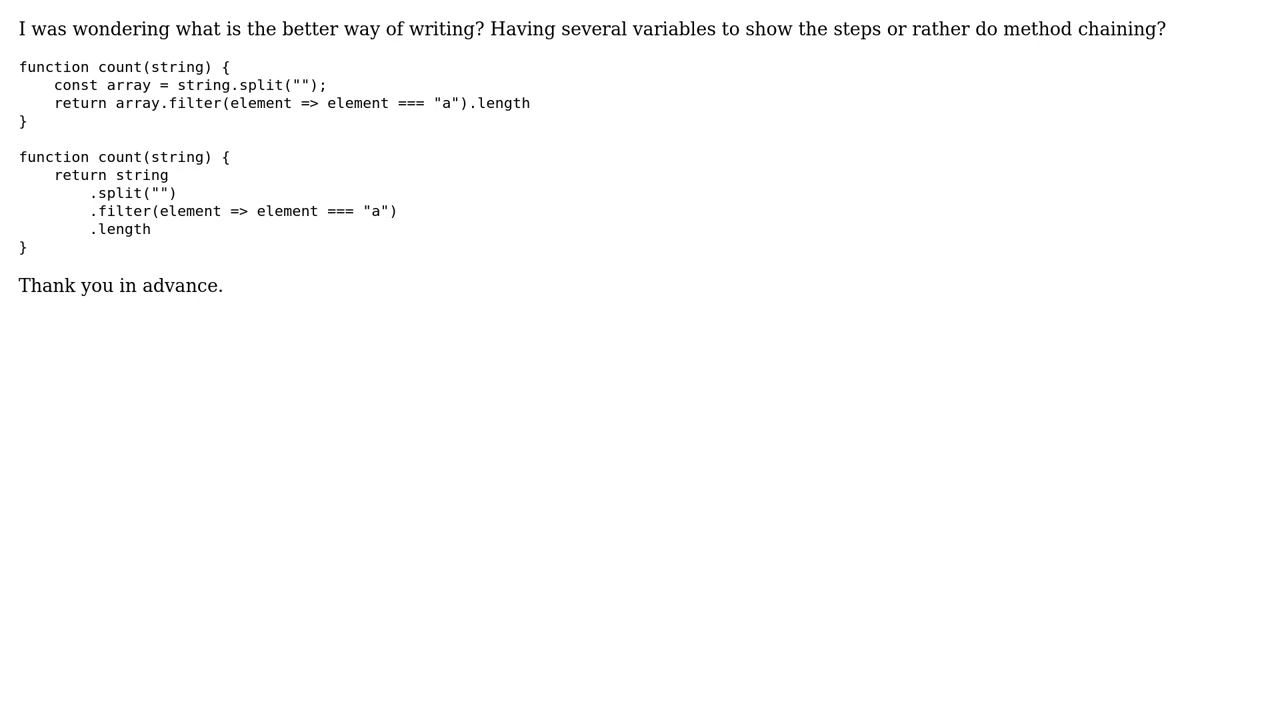 I was wondering what is the better way of writing? Having several variables to show the steps or rather do method chaining?
function count(string) {
    const array = string.split("");
    return array.filter(element => element === "a").length
}
function count(string) {
    return string
        .split("")
        .filter(element => element === "a")
        .length
}
Thank you in advance.